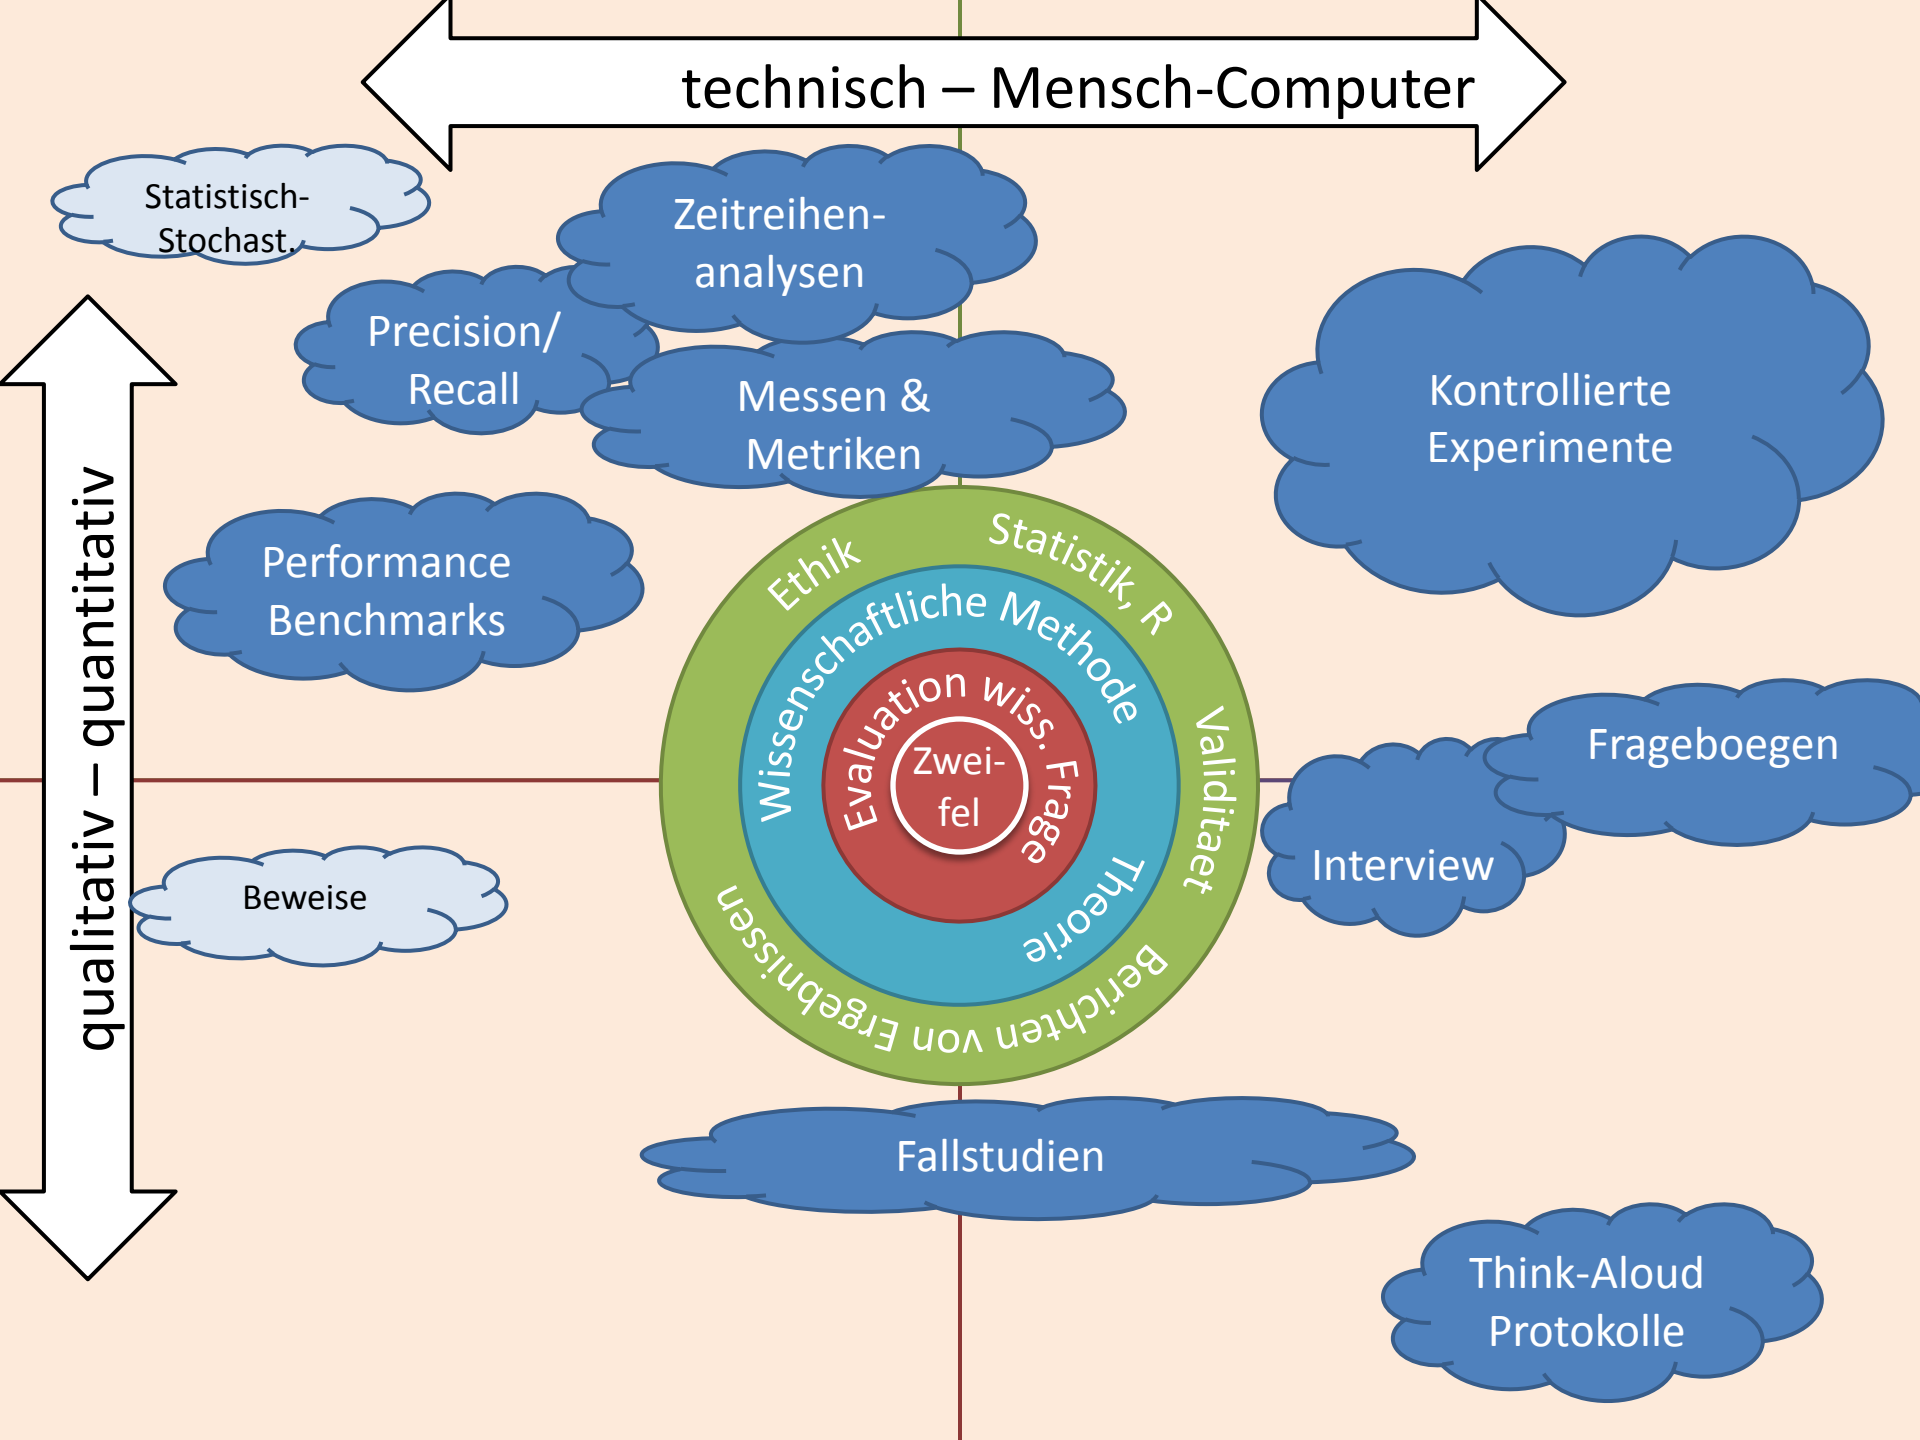 technisch – Mensch-Computer
Statistisch-
Stochast.
Zeitreihen-
analysen
Precision/
Recall
Messen &
Metriken
Kontrollierte
Experimente
qualitativ – quantitativ
Performance
Benchmarks
Ethik
Statistik, R
Validitaet
Berichten von Ergebnissen
Wissenschaftliche Methode
Theorie
Evaluation wiss. Frage
Zwei-
fel
Frageboegen
Interview
Beweise
Fallstudien
Think-Aloud
Protokolle